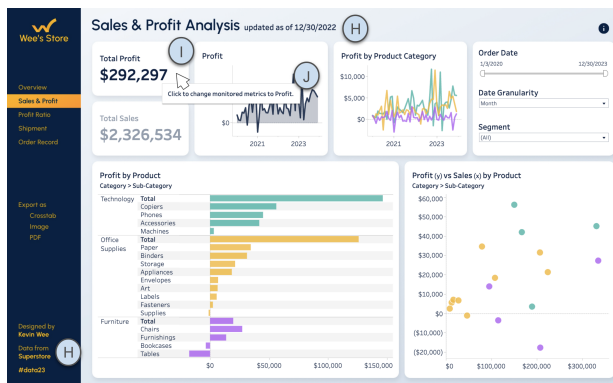 Wee's Store
Overview
Sales & Profit
Profit Ratio
Shipment
Order Record
Export as
Crosstab
Image
PDF
Designed by
Kevin Wee
Data from
Superstore
#data23
H
Sales & Profit Analysis updated as of 12/30/2022
H
i
Total Profit
$292,297
I
Click to change monitored metrics to Profit.
Total Sales
$2,326,534
Profit
J
$0
2021 2023
Profit by Product Category
$10,000
$5,000
$0
2021 2023
Order Date
1/3/2020 12/30/2023
Date Granularity
Month
Segment
(All)
Profit by Product
Category > Sub-Category
Technology Total
Copiers
Phones
Accessories
Machines
Office Supplies Total
Paper
Binders
Storage
Appliances
Envelopes
Art
Labels
Fasteners
Supplies
Furniture Total
Chairs
Furnishings
Bookcases
Tables
$0 $50,000 $100,000 $150,000
Profit (y) vs Sales (x) by Product
Category > Sub-Category
$60,000
$50,000
$40,000
$30,000
$20,000
$10,000
$0
($10,000)
($20,000)
$0 $100,000 $200,000 $300,000